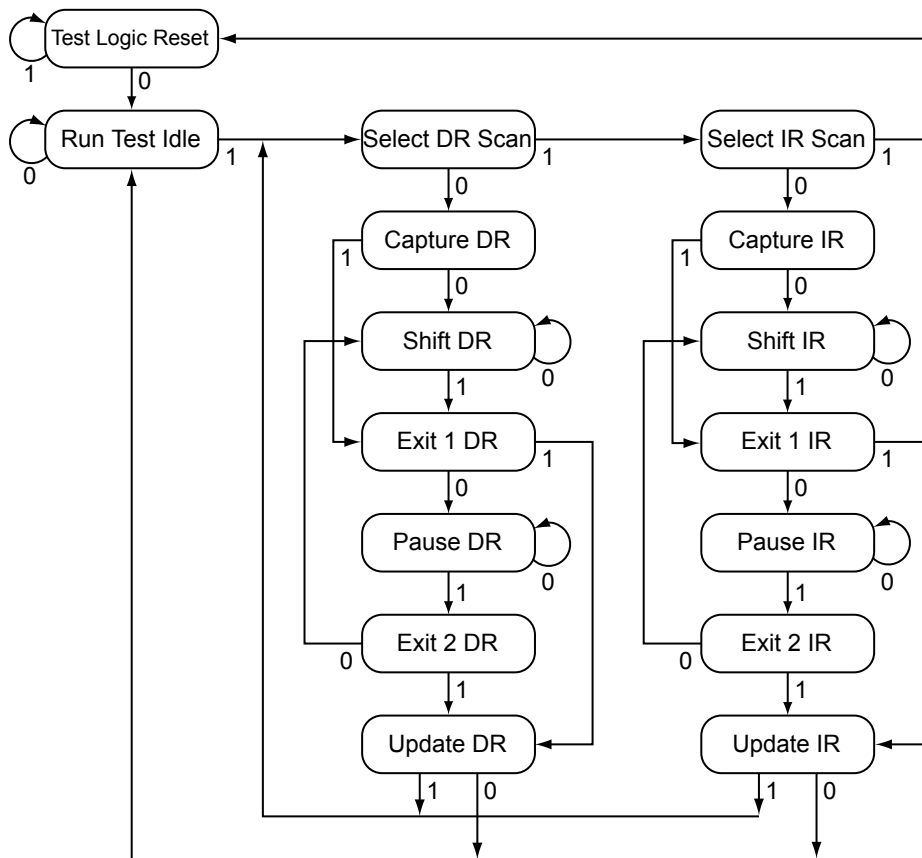 Test Logic Reset
1
0
Run Test Idle
0
1
Select DR Scan
1
Select IR Scan
1
0
0
Capture DR
1
Capture IR
1
0
0
Shift DR
0
Shift IR
0
1
1
Exit 1 DR
1
Exit 1 IR
1
0
0
Pause DR
0
Pause IR
0
1
1
Exit 2 DR
0
Exit 2 IR
0
1
1
Update DR
Update IR
1
0
1
0